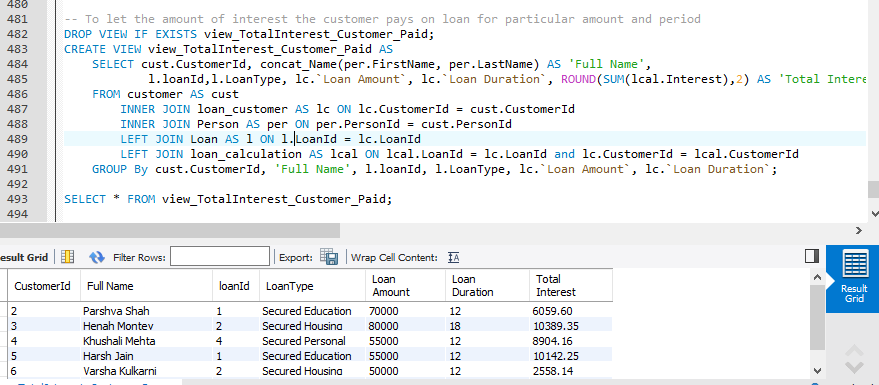 480
481 -- To let the amount of interest the customer pays on loan for particular amount and period
482 DROP VIEW IF EXISTS view_TotalInterest_Customer_Paid;
483 CREATE VIEW view_TotalInterest_Customer_Paid AS
484 SELECT cust.CustomerId, concat_Name(per.FirstName, per.LastName) AS 'Full Name',
485 l.loanId,l.LoanType, lc.`Loan Amount`, lc.`Loan Duration`, ROUND(SUM(lcal.Interest),2) AS 'Total Intere
486 FROM customer AS cust
487 INNER JOIN loan_customer AS lc ON lc.CustomerId = cust.CustomerId
488 INNER JOIN Person AS per ON per.PersonId = cust.PersonId
489 LEFT JOIN Loan AS l ON l.LoanId = lc.LoanId
490 LEFT JOIN loan_calculation AS lcal ON lcal.LoanId = lc.LoanId and lc.CustomerId = lcal.CustomerId
491 GROUP By cust.CustomerId, 'Full Name', l.loanId, l.LoanType, lc.`Loan Amount`, lc.`Loan Duration`;
492
493 SELECT * FROM view_TotalInterest_Customer_Paid;
494
esult Grid Filter Rows: Export: Wrap Cell Content:
CustomerId Full Name loanId LoanType Loan Amount Loan Duration Total Interest
2 Parshva Shah 1 Secured Education 70000 12 6059.60
3 Henah Montey 2 Secured Housing 80000 18 10389.35
4 Khushali Mehta 4 Secured Personal 55000 12 8904.16
5 Harsh Jain 1 Secured Education 55000 12 10142.25
6 Varsha Kulkarni 2 Secured Housing 50000 12 2558.14
Result
Grid